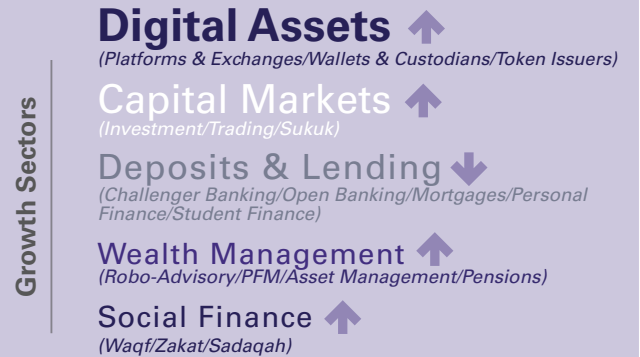 Growth Sectors
Digital Assets
(Platforms & Exchanges/Wallets & Custodians/Token Issuers)
Capital Markets
(Investment/Trading/Sukuk)
Deposits & Lending
(Challenger Banking/Open Banking/Mortgages/Personal
Finance/Student Finance)
Wealth Management
(Robo-Advisory/PFM/Asset Management/Pensions)
Social Finance
(Waqf/Zakat/Sadaqah)